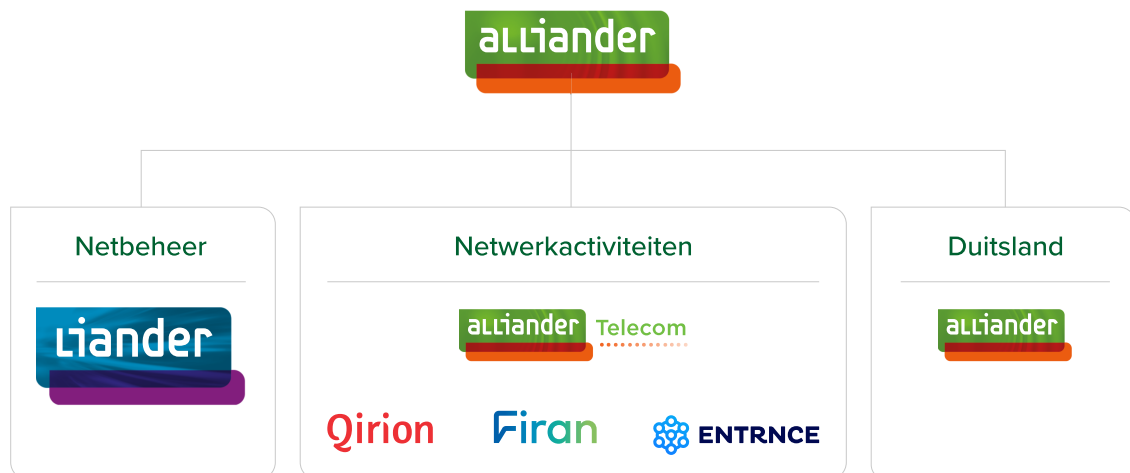 alliander
Netbeheer
Netwerkactiviteiten
Duitsland
Liander
alliander Telecom
alliander
Qirion
Firan
ENTRNCE